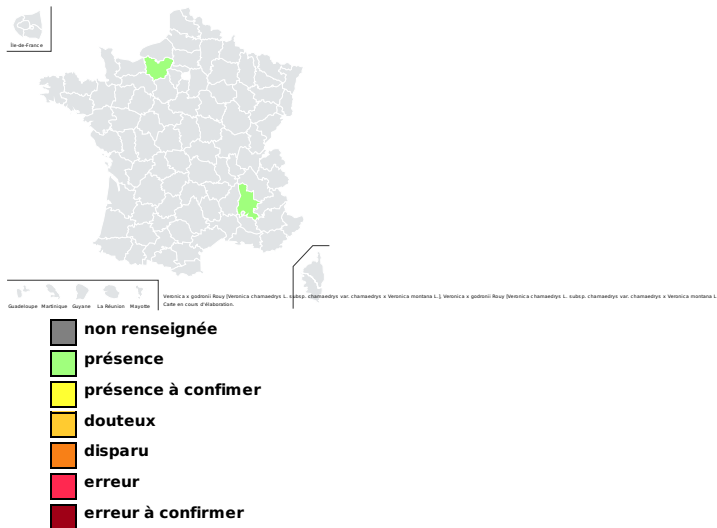 Île-de-France
Guadeloupe Martinique Guyane La Réunion Mayotte
Veronica x godronii Rouy [Veronica chamaedrys L. subsp. chamaedrys var. chamaedrys x Veronica montana L.], Veronica x godronii Rouy [Veronica chamaedrys L. subsp. chamaedrys var. chamaedrys x Veronica montana L
Carte en cours d'élaboration.
non renseignée
présence
présence à confimer
douteux
disparu
erreur
erreur à confirmer